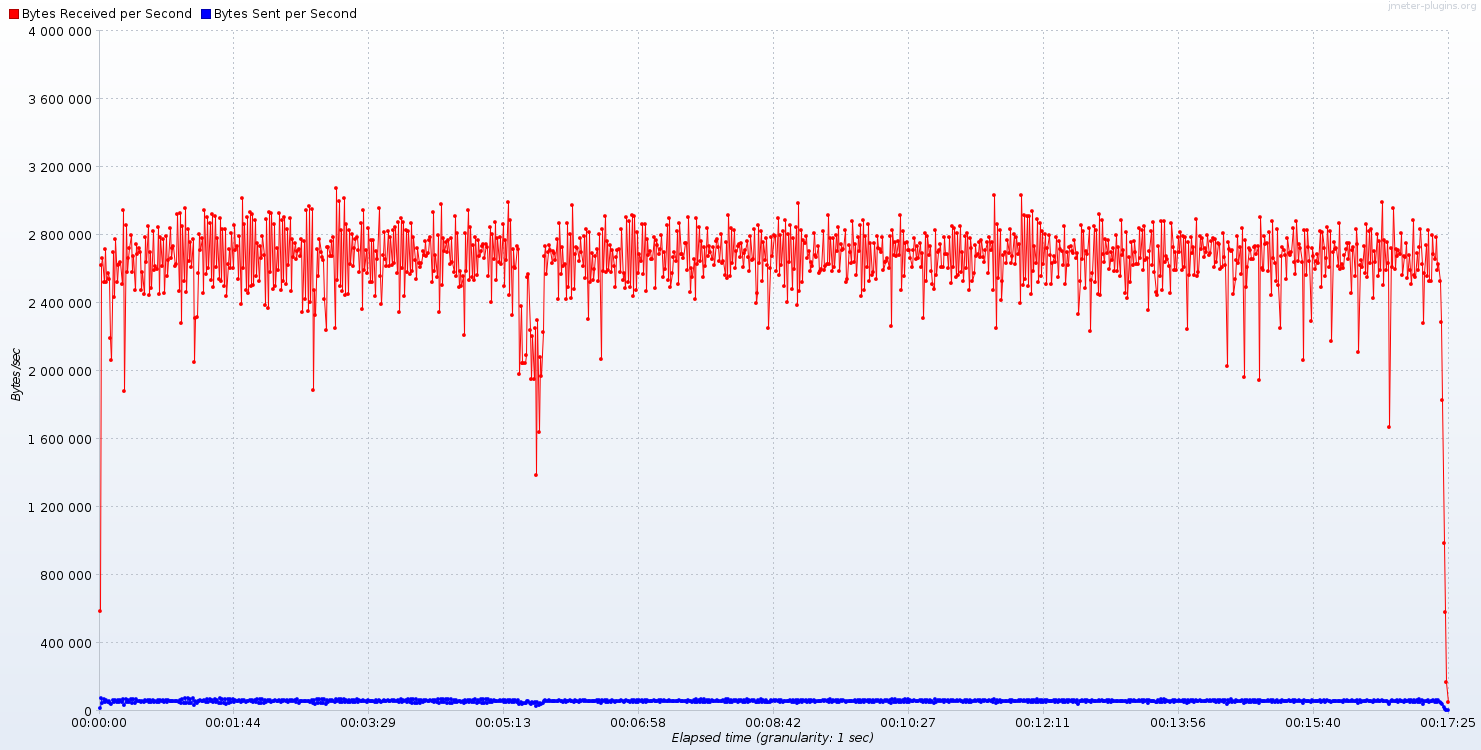 Bytes Received per Second Bytes Sent per Second
jmeter-plugins.org
4 000 000
3 600 000
3 200 000
2 800 000
2 400 000
2 000 000
1 600 000
1 200 000
800 000
400 000
0
Bytes/sec
00:00:00 00:01:44 00:03:29 00:05:13 00:06:58 00:08:42 00:10:27 00:12:11 00:13:56 00:15:40 00:17:25
Elapsed time (granularity: 1 sec)